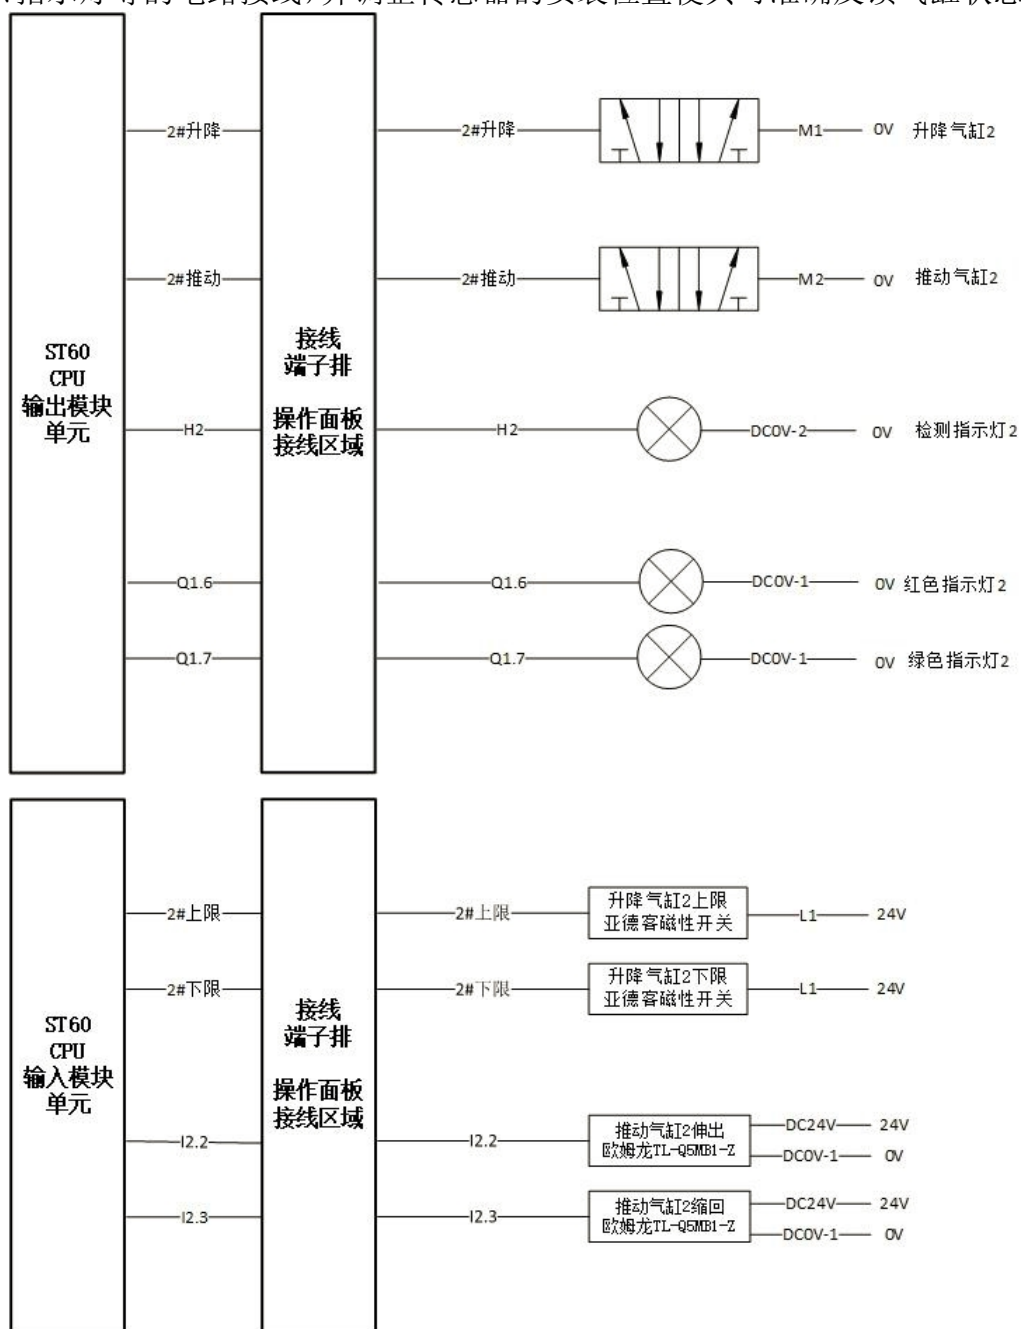 2#升降
2#升降
M1
0V
升降气缸2
2#推动
2#推动
M2
0V
推动气缸2
ST60
CPU
输出模块
单元
接线
端子排
操作面板
接线区域
H2
H2
DC0V-2
0V
检测指示灯2
Q1.6
Q1.6
DC0V-1
0V
红色指示灯2
Q1.7
Q1.7
DC0V-1
0V
绿色指示灯2
2#上限
2#上限
升降气缸2上限
亚德客磁性开关
L1
24V
2#下限
2#下限
升降气缸2下限
亚德客磁性开关
L1
24V
ST60
CPU
输入模块
单元
接线
端子排
操作面板
接线区域
I2.2
I2.2
推动气缸2伸出
欧姆龙TL-Q5MB1-Z
DC24V
24V
DC0V-1
0V
I2.3
I2.3
推动气缸2缩回
欧姆龙TL-Q5MB1-Z
DC24V
24V
DC0V-1
0V